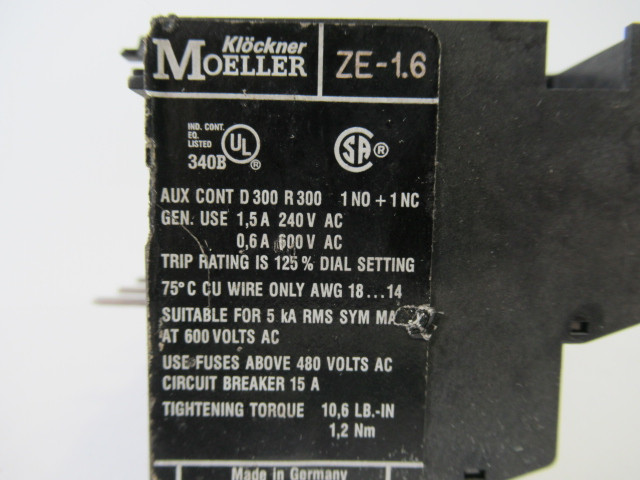 Klöckner
MOELLER
ZE-1.6
IND. CONT.
EQ.
LISTED
340B
UL ®
SA ®
AUX CONT D 300 R 300 1 NO + 1 NC
GEN. USE 1,5 A 240 V AC
0,6 A 600 V AC
TRIP RATING IS 125 % DIAL SETTING
75°C CU WIRE ONLY AWG 18...14
SUITABLE FOR 5 kA RMS SYM
AT 600 VOLTS AC
USE FUSES ABOVE 480 VOLTS AC
CIRCUIT BREAKER 15 A
TIGHTENING TORQUE 10,6 LB.-IN
1,2 Nm
Made in Germany